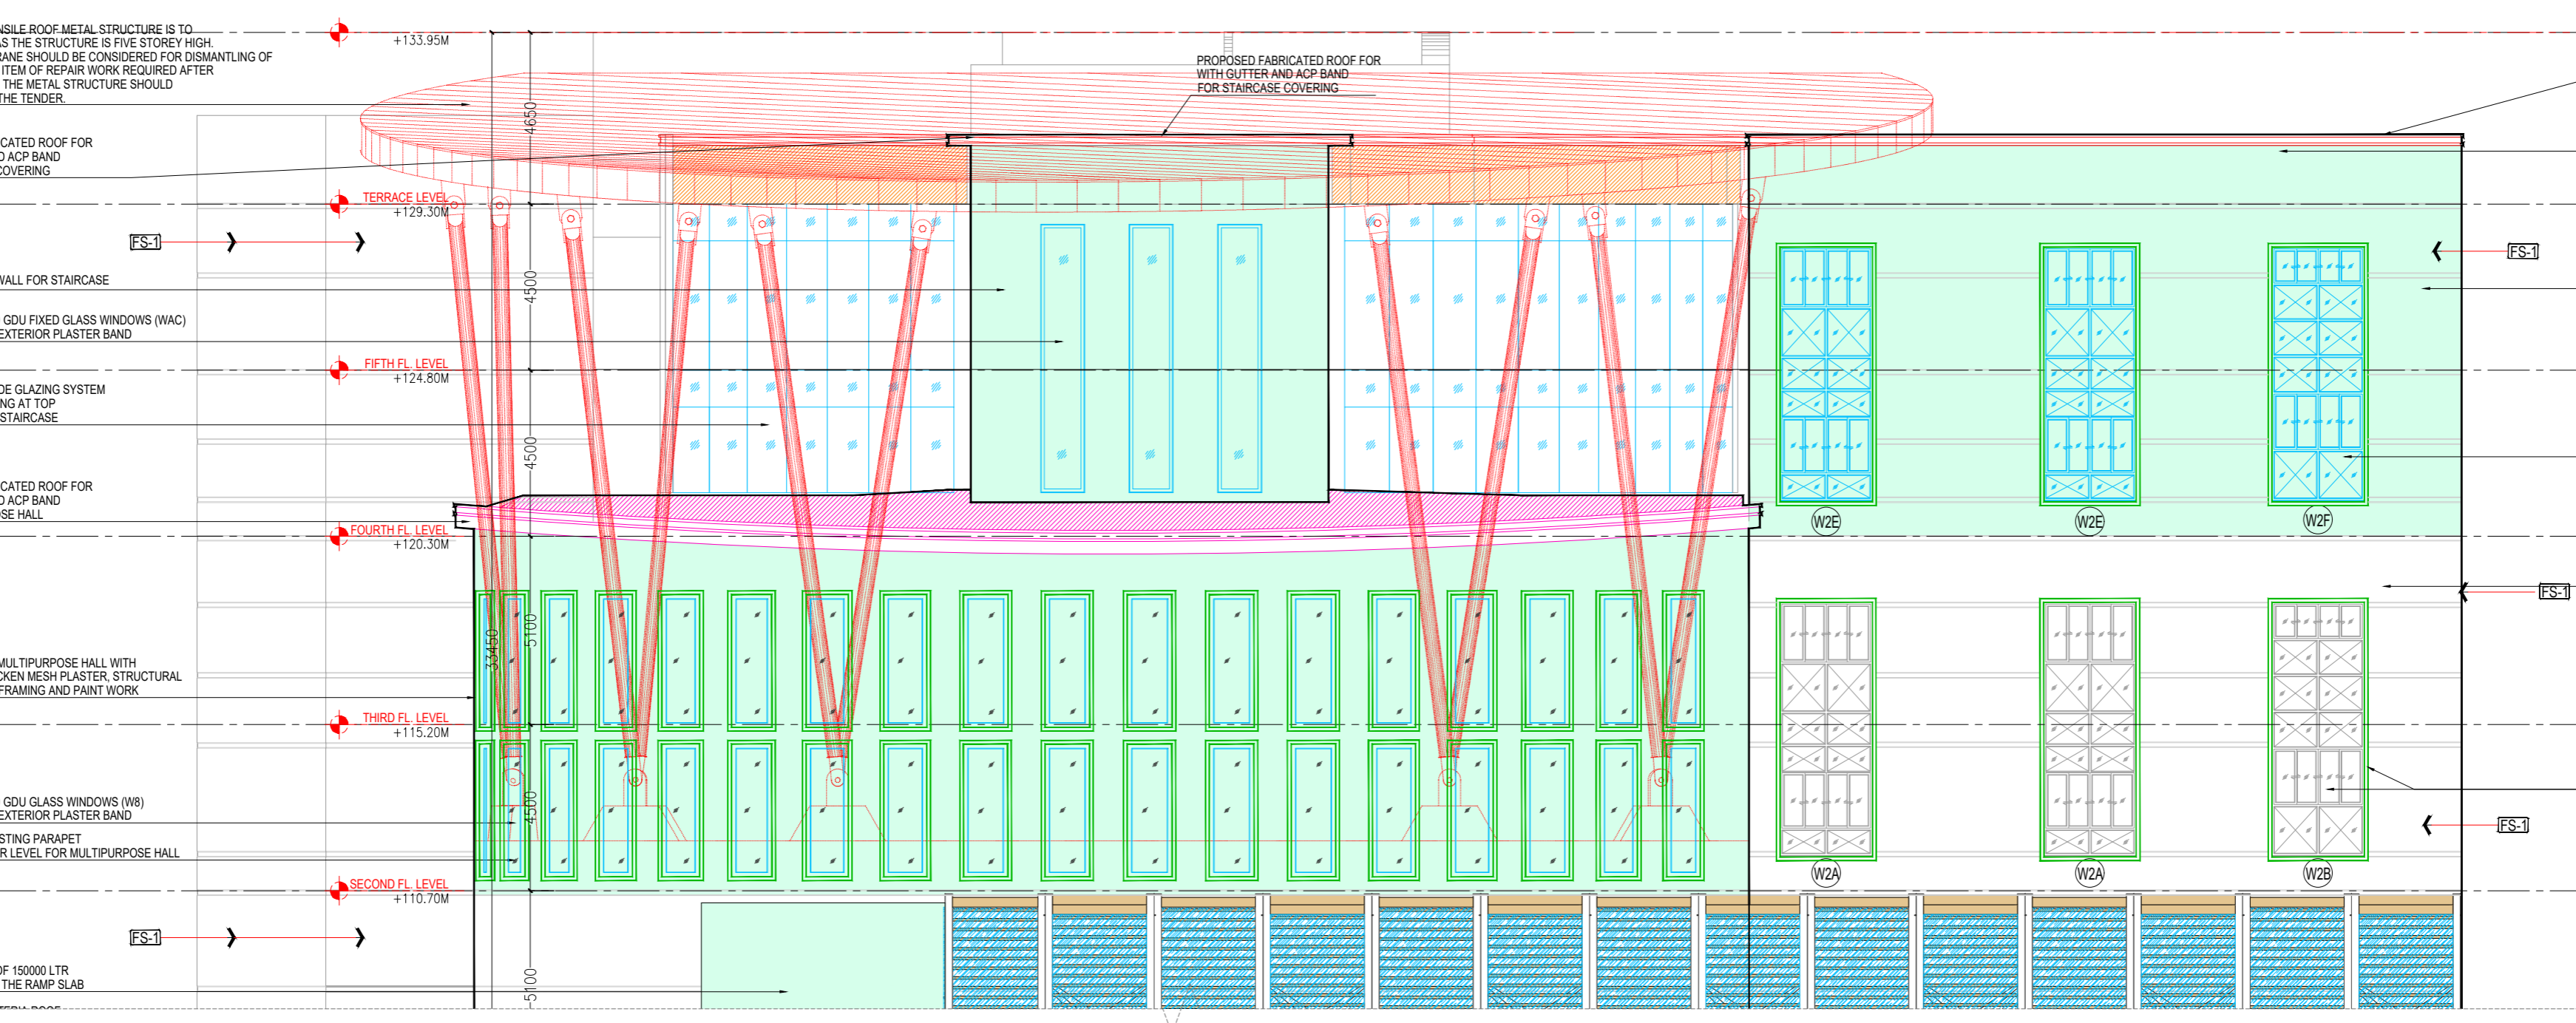 NSILE ROOF METAL STRUCTURE IS TO
AS THE STRUCTURE IS FIVE STOREY HIGH.
RANE SHOULD BE CONSIDERED FOR DISMANTLING OF
ITEM OF REPAIR WORK REQUIRED AFTER
THE METAL STRUCTURE SHOULD
THE TENDER.
+133.95M
PROPOSED FABRICATED ROOF FOR
WITH GUTTER AND ACP BAND
FOR STAIRCASE COVERING
4650
ICATED ROOF FOR
D ACP BAND
COVERING
TERRACE LEVEL
+129.30M
FS-1
FS-1
WALL FOR STAIRCASE
4500
GDU FIXED GLASS WINDOWS (WAC)
EXTERIOR PLASTER BAND
FIFTH FL. LEVEL
+124.80M
DE GLAZING SYSTEM
NG AT TOP
STAIRCASE
4500
ICATED ROOF FOR
D ACP BAND
OSE HALL
W2E
W2E
W2F
FOURTH FL. LEVEL
+120.30M
FS-1
33450
5100
MULTIPURPOSE HALL WITH
CKEN MESH PLASTER, STRUCTURAL
FRAMING AND PAINT WORK
THIRD FL. LEVEL
+115.20M
GDU GLASS WINDOWS (W8)
EXTERIOR PLASTER BAND
4500
FS-1
STING PARAPET
R LEVEL FOR MULTIPURPOSE HALL
W2A
W2A
W2B
SECOND FL. LEVEL
+110.70M
FS-1
OF 150000 LTR
THE RAMP SLAB
5100